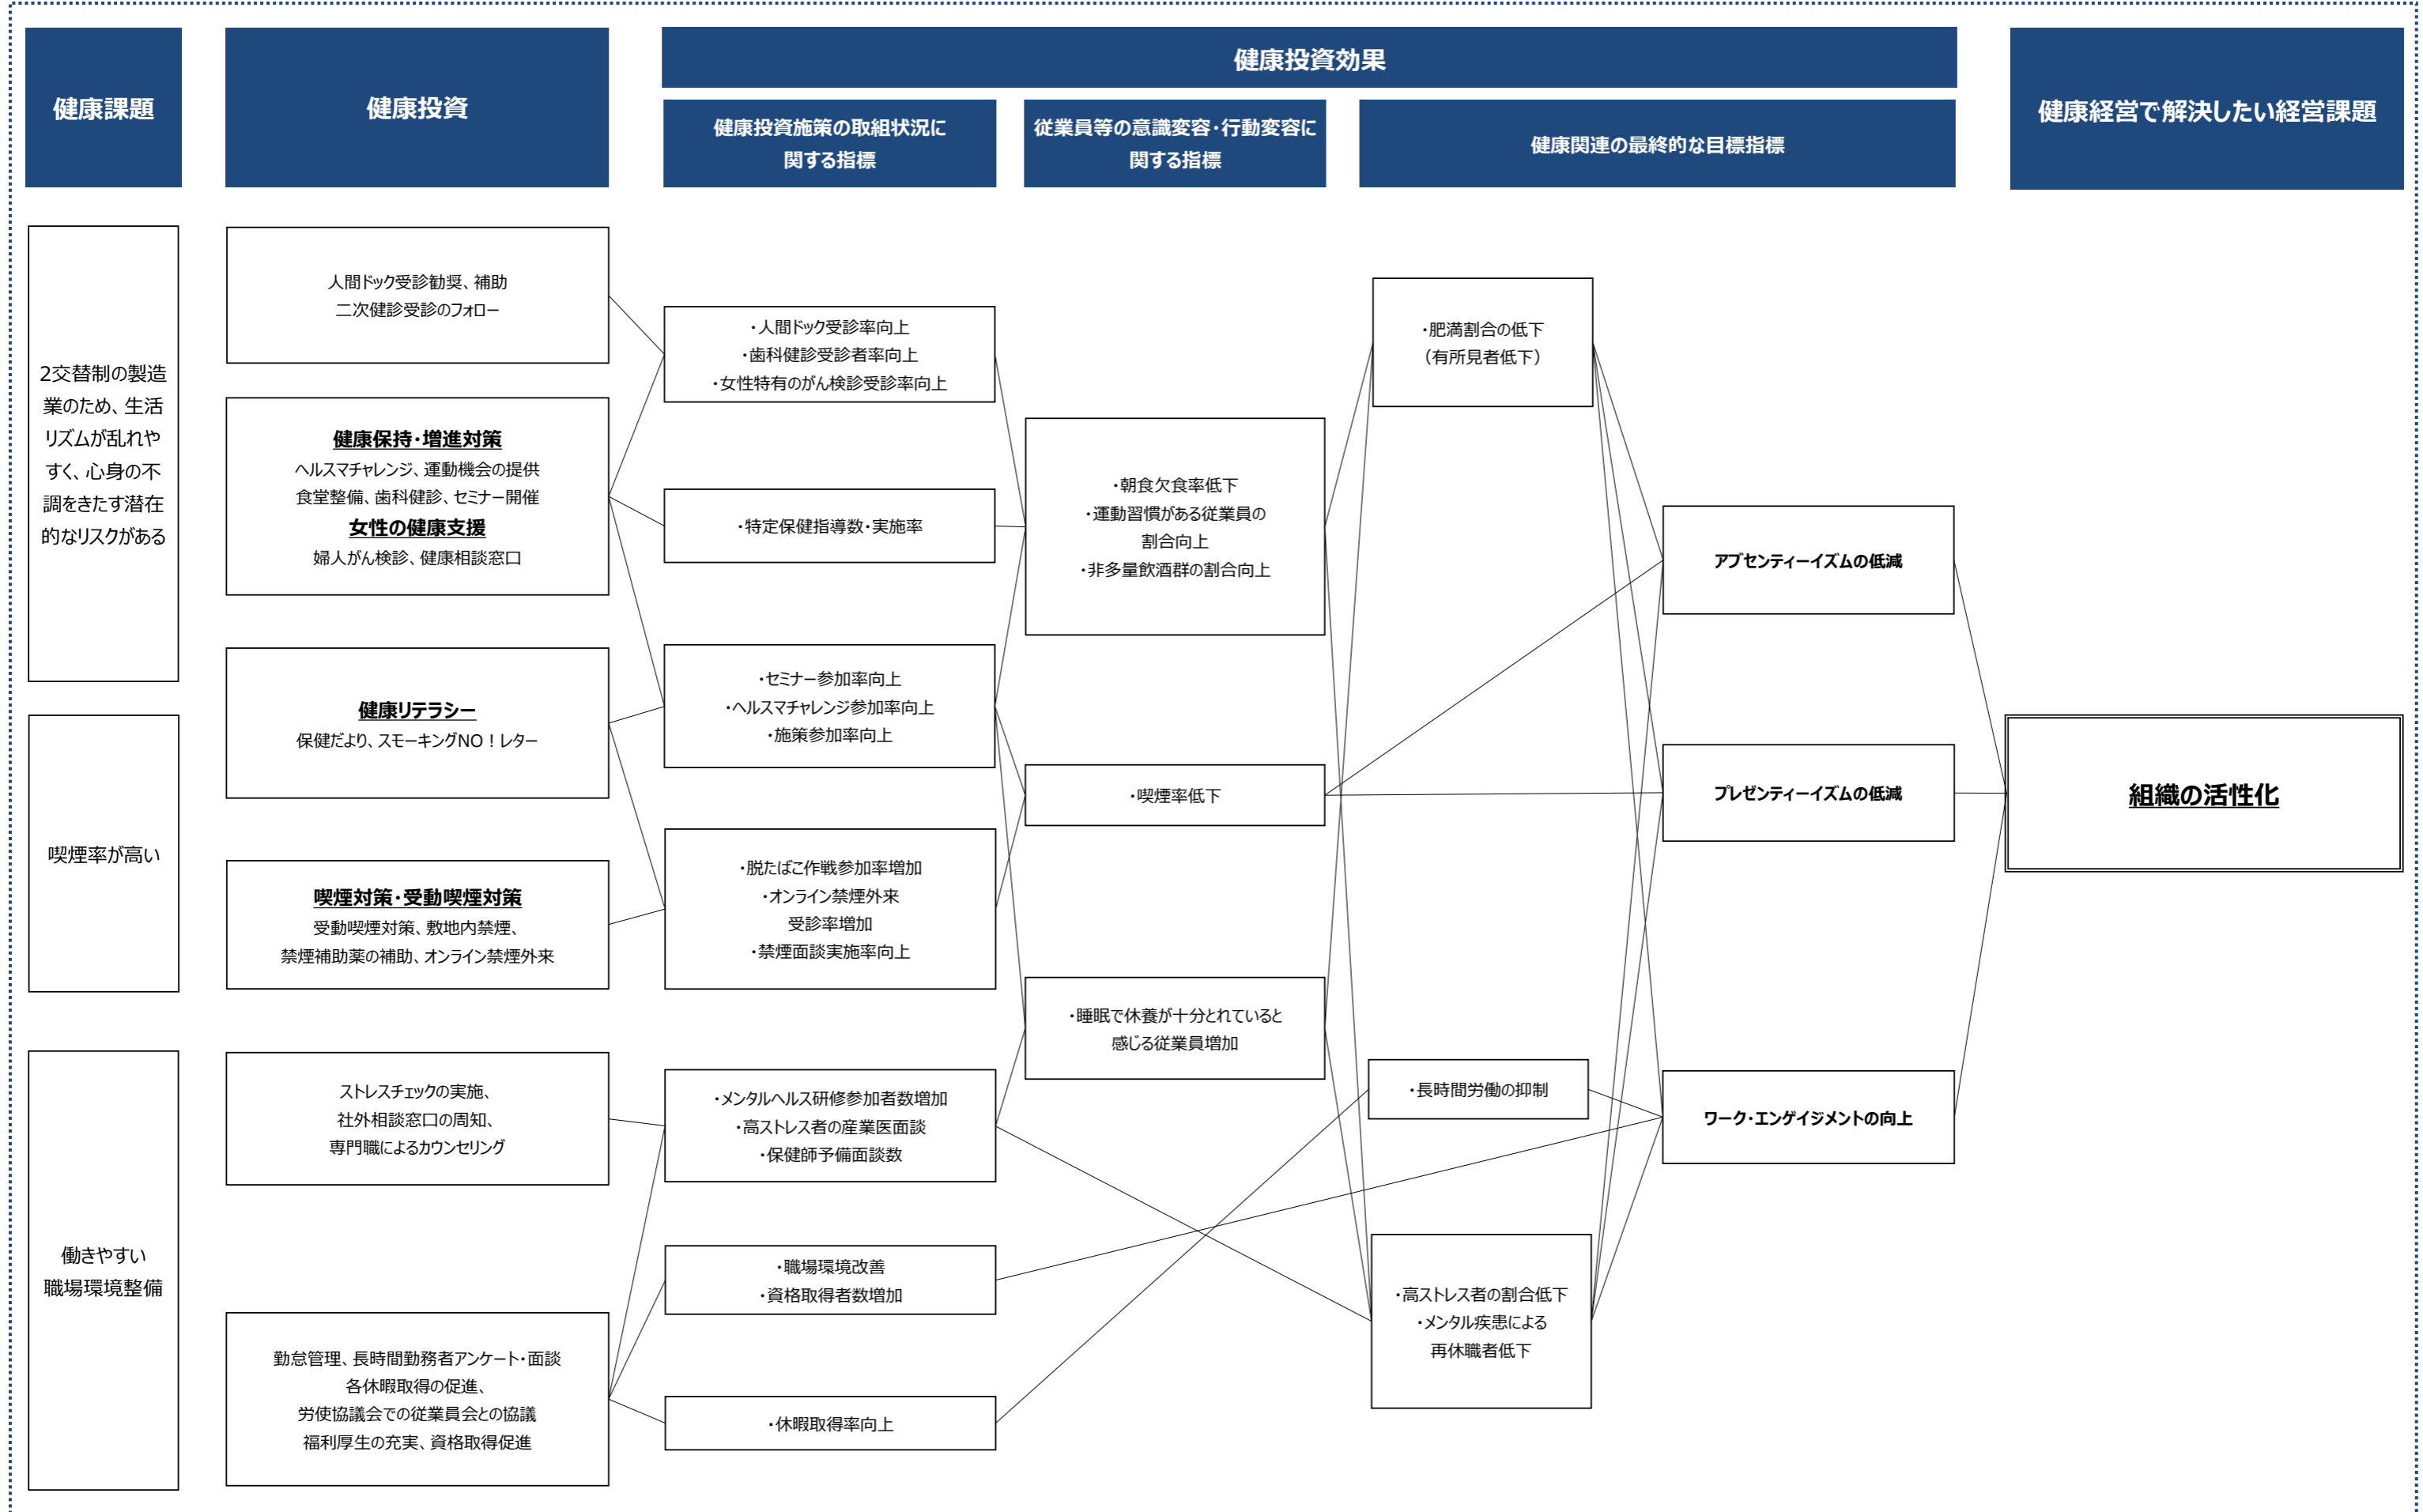 健康課題
健康投資
健康投資効果
健康投資施策の取組状況に
関する指標
従業員等の意識変容・行動変容に
関する指標
健康関連の最終的な目標指標
健康経営で解決したい経営課題
2交替制の製造
業のため、生活
リズムが乱れや
すく、心身の不
調をきたす潜在
的なリスクがある
喫煙率が高い
働きやすい
職場環境整備
人間ドック受診勧奨、補助
二次健診受診のフォロー
健康保持・増進対策
ヘルスマチャレンジ、運動機会の提供
食堂整備、歯科健診、セミナー開催
女性の健康支援
婦人がん検診、健康相談窓口
健康リテラシー
保健だより、スモーキングNO！レター
喫煙対策・受動喫煙対策
受動喫煙対策、敷地内禁煙、
禁煙補助薬の補助、オンライン禁煙外来
ストレスチェックの実施、
社外相談窓口の周知、
専門職によるカウンセリング
勤怠管理、長時間勤務者アンケート・面談
各休暇取得の促進、
労使協議会での従業員会との協議
福利厚生の充実、資格取得促進
・人間ドック受診率向上
・歯科健診受診者率向上
・女性特有のがん検診受診率向上
・特定保健指導数・実施率
・セミナー参加率向上
・ヘルスマチャレンジ参加率向上
・施策参加率向上
・脱たばこ作戦参加率増加
・オンライン禁煙外来
受診率増加
・禁煙面談実施率向上
・メンタルヘルス研修参加者数増加
・高ストレス者の産業医面談
・保健師予備面談数
・職場環境改善
・資格取得者数増加
・休暇取得率向上
・朝食欠食率低下
・運動習慣がある従業員の
割合向上
・非多量飲酒群の割合向上
・喫煙率低下
・睡眠で休養が十分とれていると
感じる従業員増加
・肥満割合の低下
（有所見者低下）
・長時間労働の抑制
・高ストレス者の割合低下
・メンタル疾患による
再休職者低下
アブセンティーイズムの低減
プレゼンティーイズムの低減
ワーク・エンゲイジメントの向上
組織の活性化